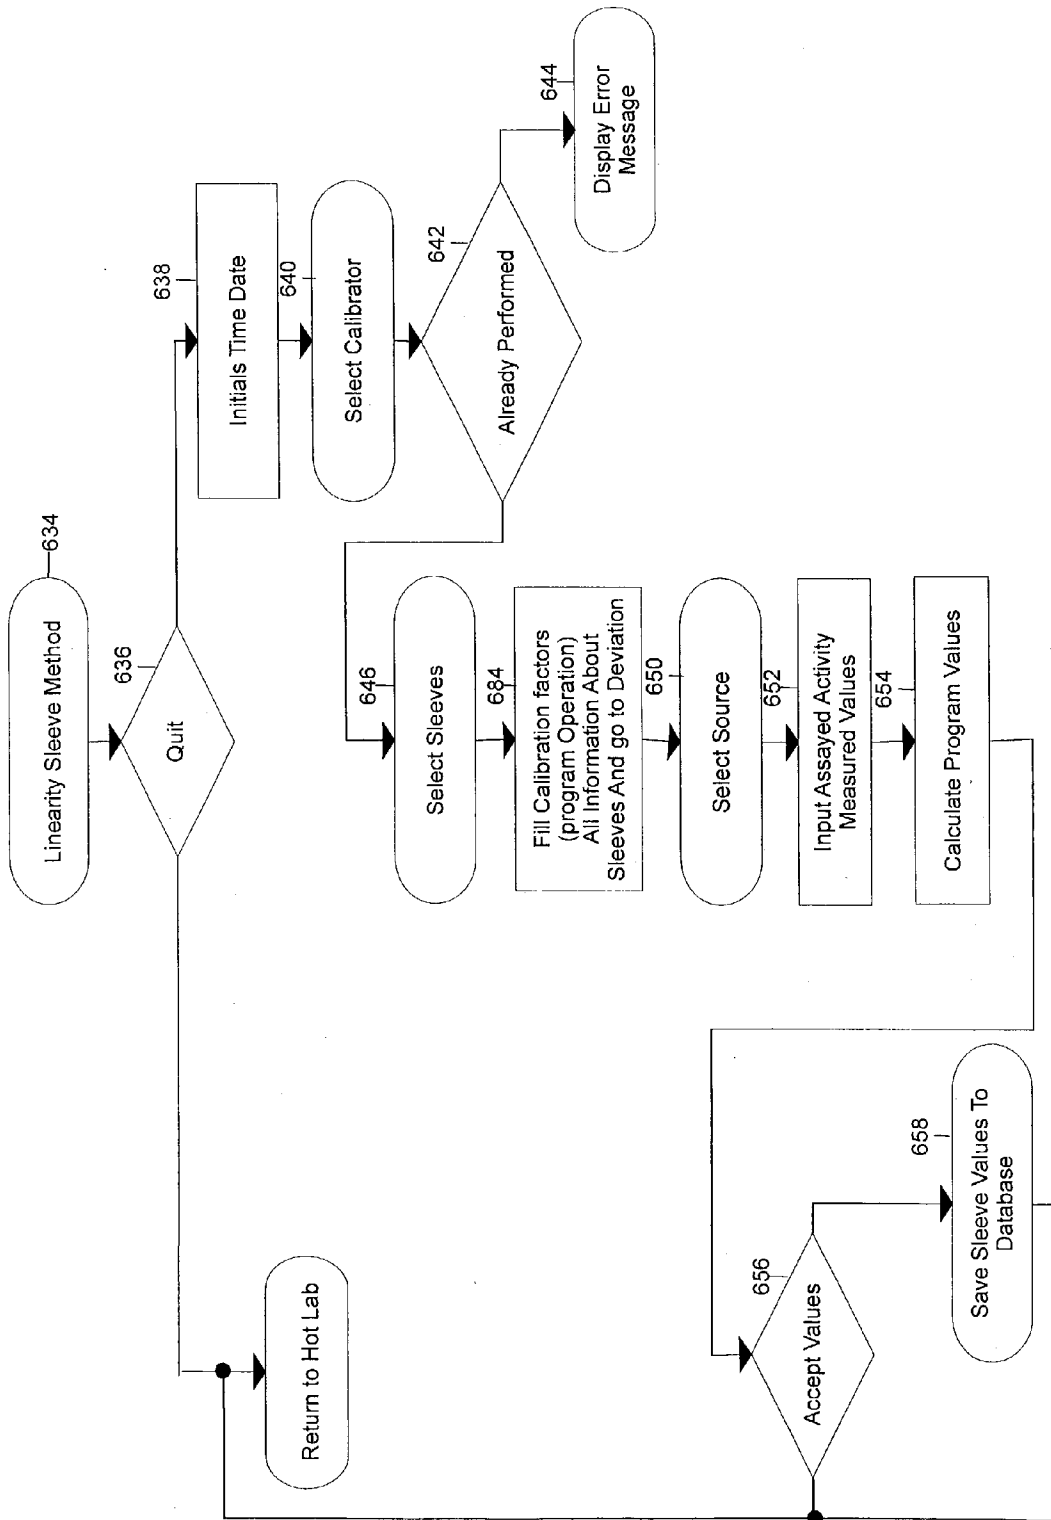 Linearity Sleeve Method
634
636
Quit
638
Initials Time Date
640
Select Calibrator
642
Already Performed
644
Display Error
Message
646
Select Sleeves
684
Fill Calibration factors
(program Operation)
All Information About
Sleeves And go to Deviation
650
Select Source
652
Input Assayed Activity
Measured Values
654
Calculate Program Values
656
Accept Values
658
Save Sleeve Values To
Database
Return to Hot Lab